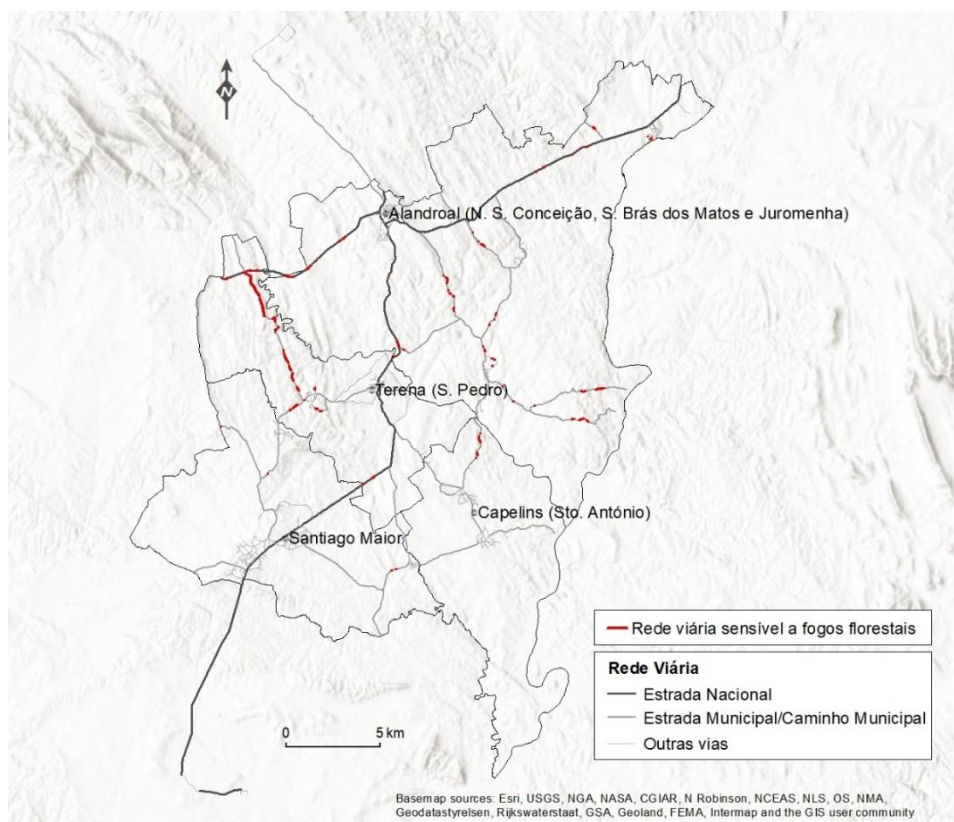 N
Alandroal (N. S. Conceição, S. Brás dos Matos e Juromenha)
Terena (S. Pedro)
Capelins (Sto. António)
Santiago Maior
Rede viária sensível a fogos florestais
Rede Viária
Estrada Nacional
Estrada Municipal/Caminho Municipal
Outras vias
0 5 km
Basemap sources: Esri, USGS, NGA, NASA, CGIAR, N Robinson, NCEAS, NLS, OS, NMA,
Geodatastyrelsen, Rijkswaterstaat, GSA, Geoland, FEMA, Intermap and the GIS user community